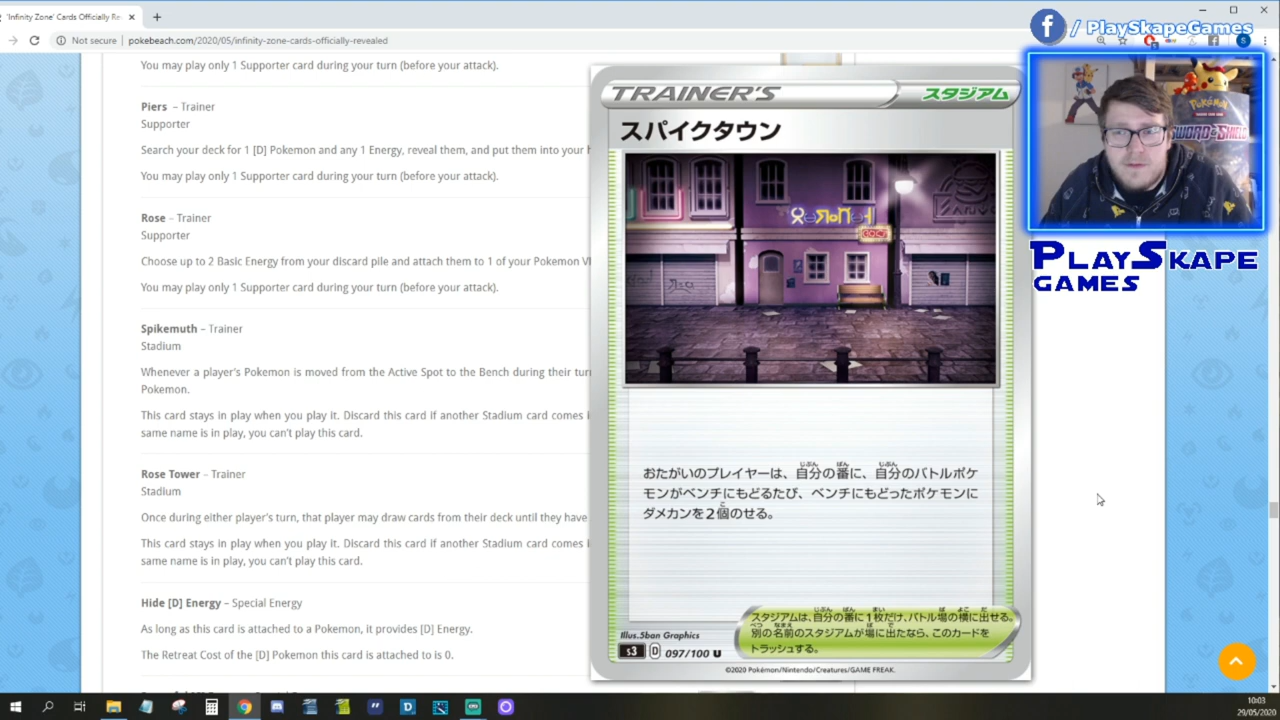 'Infinity Zone' Cards Officially Re
Not secure | pokebeach.com/2020/05/infinity-zone-cards-officially-revealed
/ PlaySkapeGames
You may play only 1 Supporter card during your turn (before your attack).
Piers – Trainer
Supporter
Search your deck for 1 [D] Pokemon and any 1 Energy, reveal them, and put them into your h
You may play only 1 Supporter card during your turn (before your attack).
Rose – Trainer
Supporter
Choose up to 2 Basic Energy from your discard pile and attach them to 1 of your Pokemon VM
You may play only 1 Supporter card during your turn (before your attack).
Spikemuth – Trainer
Stadium
Whenever a player's Pokemon is moved from the Active Spot to the Bench during their turn
Pokemon.
This card stays in play when you play it. Discard this card if another Stadium card comes i
same name is in play, you can't play this card.
Rose Tower – Trainer
Stadium
Once during either player's turn, that player may draw cards from their deck until they have
This card stays in play when you play it. Discard this card if another Stadium card comes i
same name is in play, you can't play this card.
Hide [D] Energy – Special Energy
As long as this card is attached to a Pokemon, it provides [D] Energy.
The Retreat Cost of the [D] Pokemon this card is attached to is 0.
TRAINER'S
スタジアム
スパイクタウン
おたがいのプレイヤーは、自分の番に、自分のバトルポケ
モンがベンチにもどるたび、ベンチにもどったポケモンに
ダメカンを2個のせる。
スタジアムは、自分の番に1枚だけ、バトル場の横に出せる。
別の名前のスタジアムが場に出たなら、このカードを
トラッシュする。
Illus.5ban Graphics
S3 D 097/100 U
©2020 Pokémon/Nintendo/Creatures/GAME FREAK.
Pokémon
SWORD & SHIELD
PLAYSKAPE
GAMES
10:03
29/05/2020